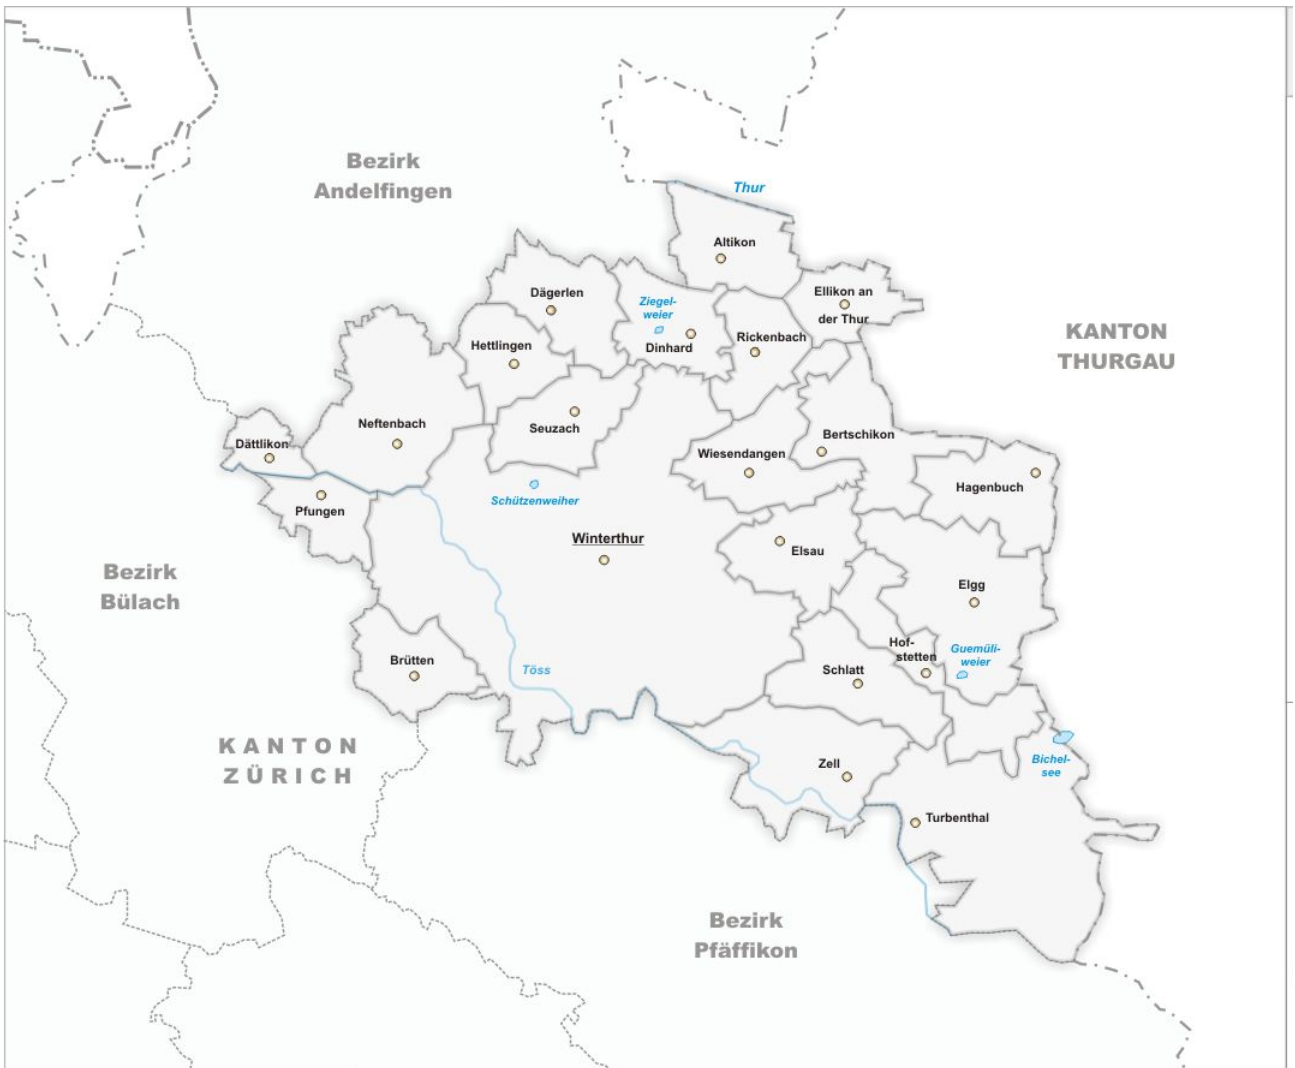 Bezirk
Andelfingen
Thur
Altikon
Ellikon an
der Thur
Dägerlen
Ziegel-
weier
Dinhard
Rickenbach
Hettlingen
KANTON
THURGAU
Neftenbach
Seuzach
Dättlikon
Bertschikon
Wiesendangen
Hagenbuch
Schützenweiher
Pfungen
Winterthur
Elsau
Bezirk
Bülach
Elgg
Hof-
stetten
Guemüli-
weier
Brütten
Töss
Schlatt
KANTON
ZÜRICH
Zell
Bichel-
see
Turbenthal
Bezirk
Pfäffikon